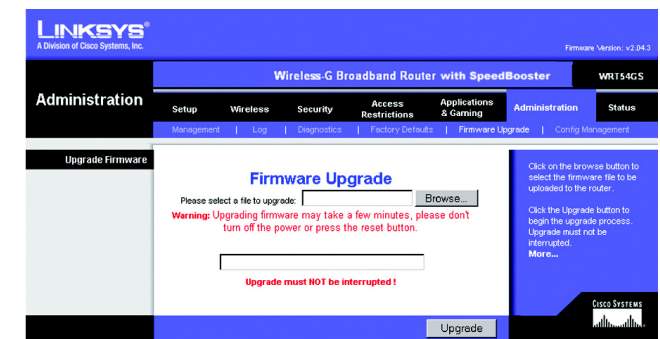 LINKSYS®
A Division of Cisco Systems, Inc.
Firmware Version: v2.04.3
Wireless-G Broadband Router with SpeedBooster WRT54GS
Administration
Setup Wireless Security Access Restrictions Applications & Gaming Administration Status
Management | Log | Diagnostics | Factory Defaults | Firmware Upgrade | Config Management
Upgrade Firmware
Firmware Upgrade
Please select a file to upgrade: Browse...
Warning: Upgrading firmware may take a few minutes, please don't
turn off the power or press the reset button.
Upgrade must NOT be interrupted !
Click on the browse button to
select the firmware file to be
uploaded to the router.
Click the Upgrade button to
begin the upgrade process.
Upgrade must not be
interrupted.
More...
Upgrade
CISCO SYSTEMS